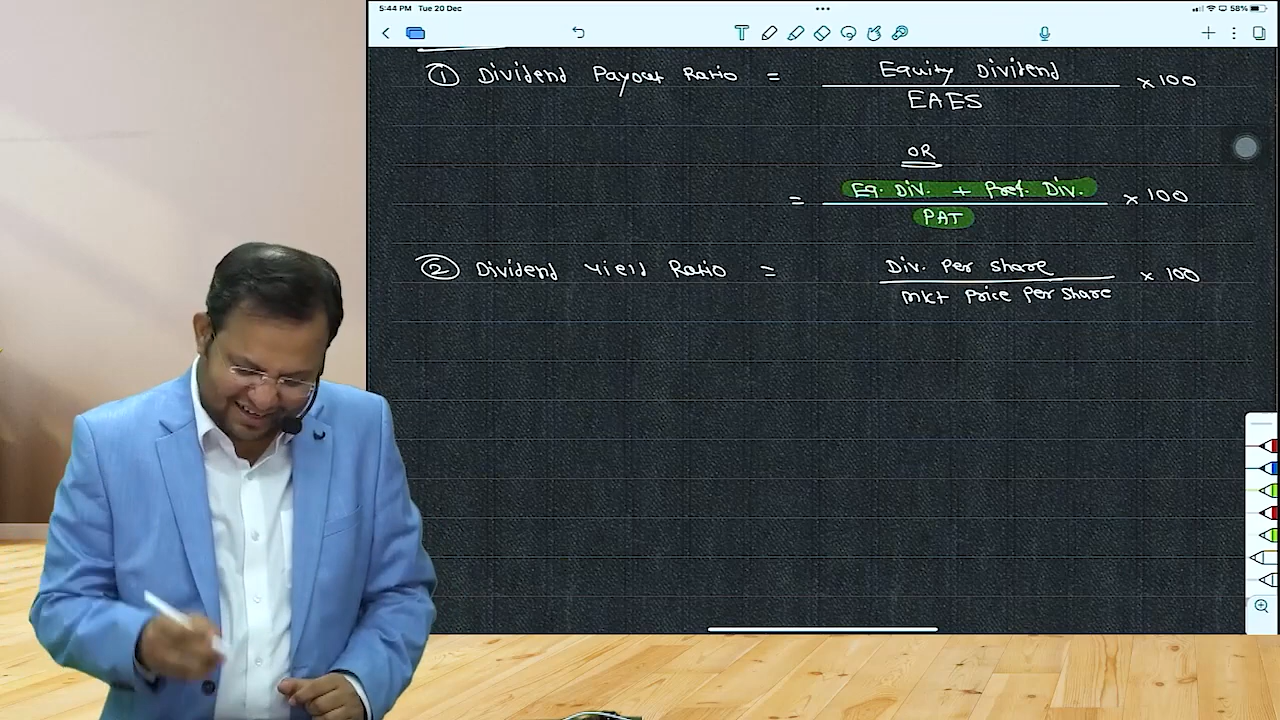 5:44 PM Tue 20 Dec
58%
① Dividend Payout Ratio = Equity Dividend × 100
EAES
OR
= Eq. Div. + Pref. Div. × 100
PAT
② Dividend Yield Ratio = Div. Per Share × 100
Mkt Price Per Share